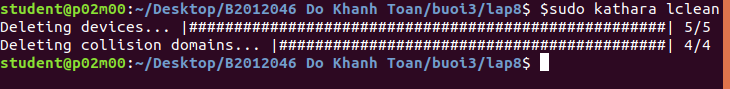 student@p02m00:~/Desktop/B2012046 Do Khanh Toan/buoi3/lap8$ $sudo kathara lclean
Deleting devices... |##################################################| 5/5
Deleting collision domains... |########################################| 4/4
student@p02m00:~/Desktop/B2012046 Do Khanh Toan/buoi3/lap8$